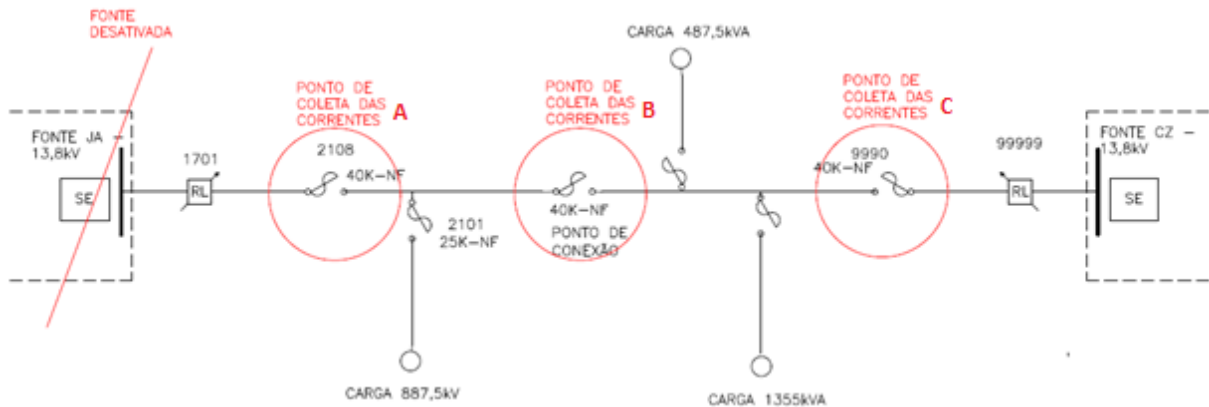 FONTE
DESATIVADA
CARGA 487,5kVA
PONTO DE
COLETA DAS
CORRENTES A
PONTO DE
COLETA DAS
CORRENTES B
PONTO DE
COLETA DAS
CORRENTES C
FONTE JA –
13,8kV
SE
1701
RL
2108
40K-NF
2101
25K-NF
40K-NF
PONTO DE
CONEXÃO
9990
40K-NF
99999
RL
FONTE CZ –
13,8kV
SE
CARGA 887,5kV
CARGA 1355kVA